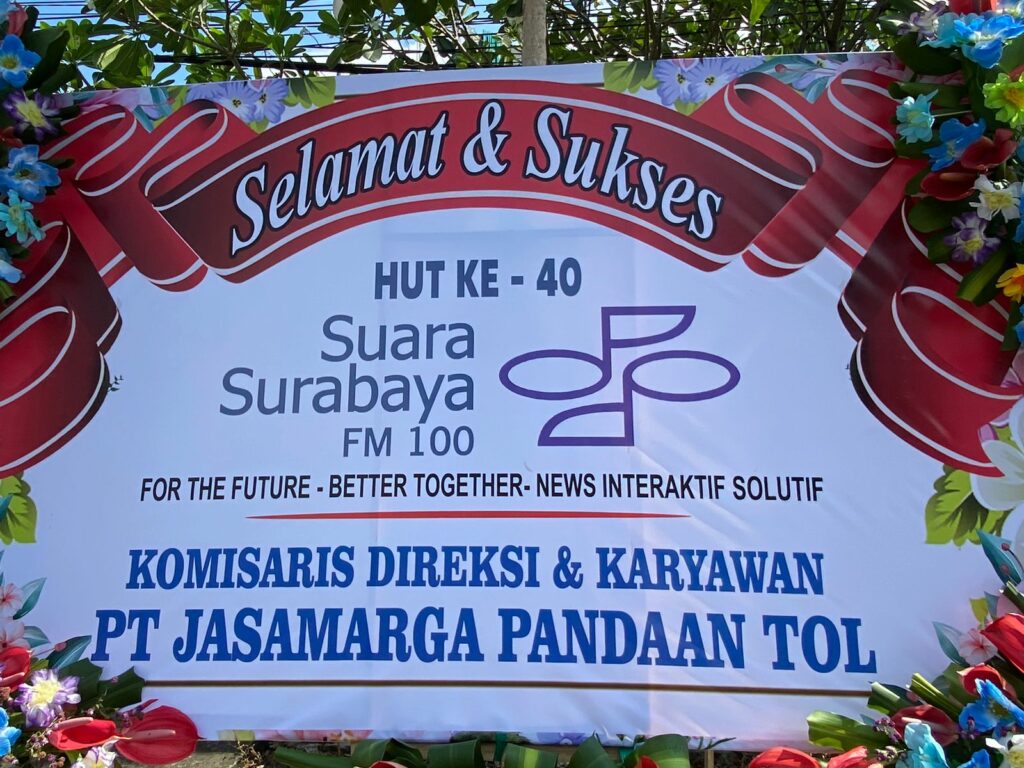 Selamat & Sukses
HUT KE - 40
Suara
Surabaya
FM 100
FOR THE FUTURE - BETTER TOGETHER- NEWS INTERAKTIF SOLUTIF
KOMISARIS DIREKSI & KARYAWAN
PT JASAMARGA PANDAAN TOL